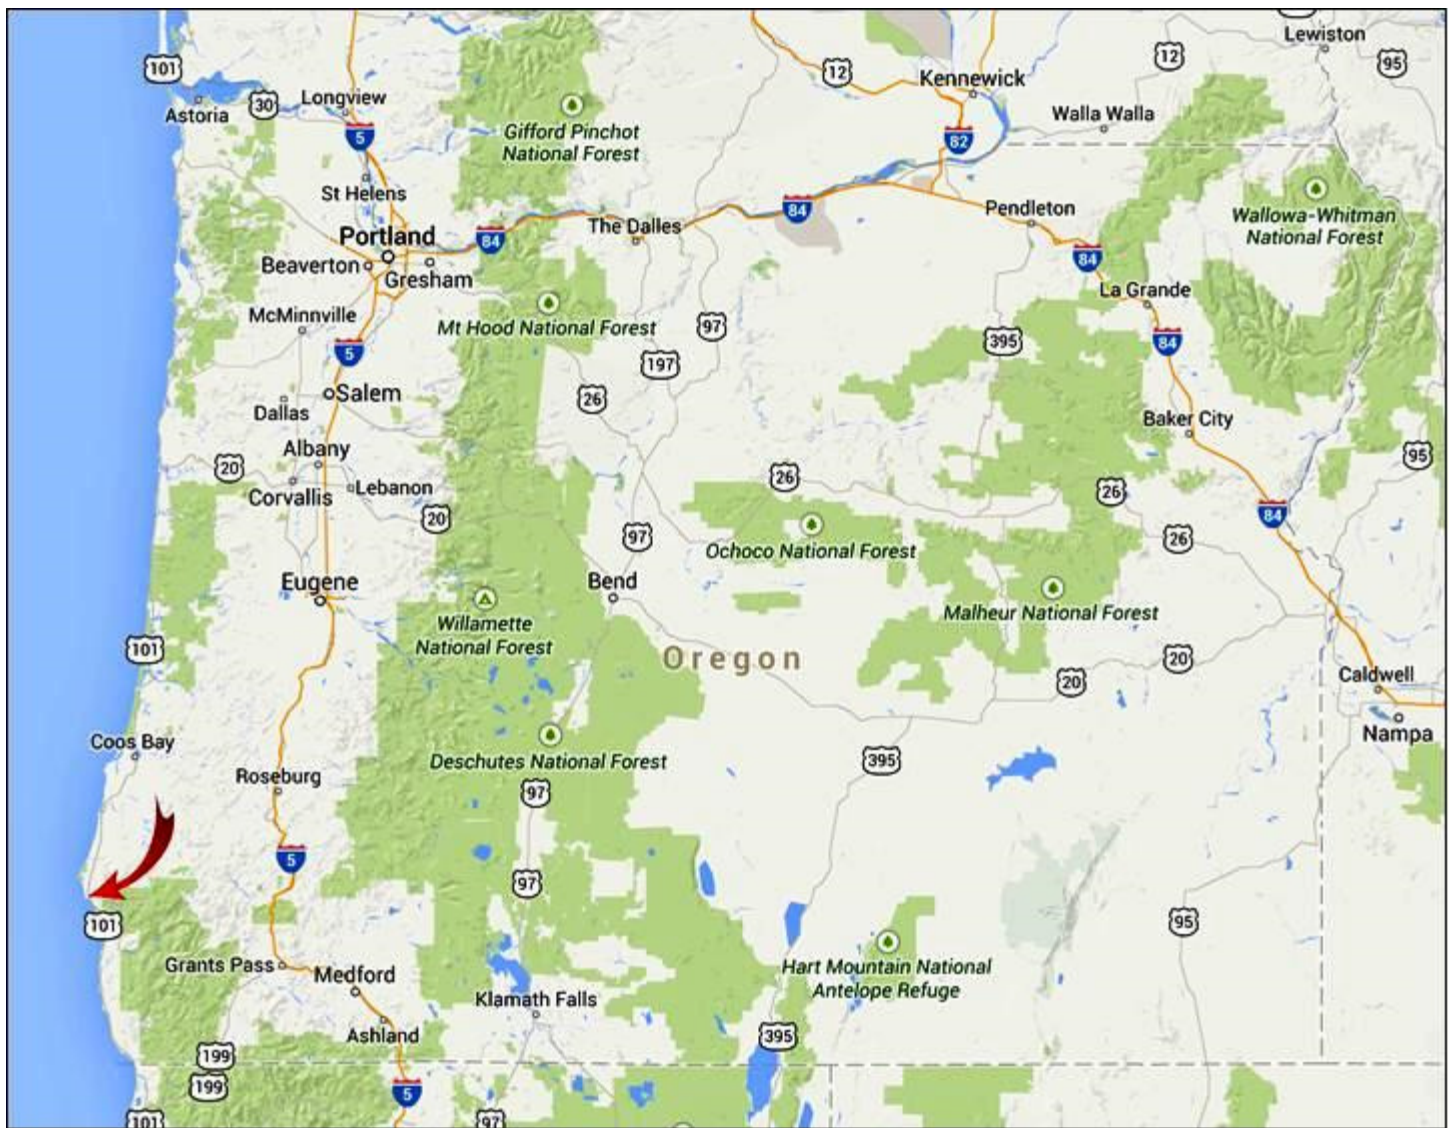 Lewiston
101
12
12
95
Kennewick
Astoria
30
Longview
Walla Walla
5
Gifford Pinchot
National Forest
82
St Helens
84
Pendleton
Wallowa-Whitman
National Forest
Portland
84
The Dalles
Beaverton
Gresham
84
La Grande
McMinnville
Mt Hood National Forest
97
395
84
5
197
Salem
26
Dallas
Baker City
Albany
20
95
Corvallis
Lebanon
26
26
20
84
97
Ochoco National Forest
26
Eugene
Bend
Willamette
National Forest
Malheur National Forest
101
Oregon
20
20
Caldwell
Coos Bay
Nampa
Deschutes National Forest
395
Roseburg
97
5
97
101
95
Grants Pass
Medford
Hart Mountain National
Antelope Refuge
Klamath Falls
Ashland
395
199
199
5
101
97